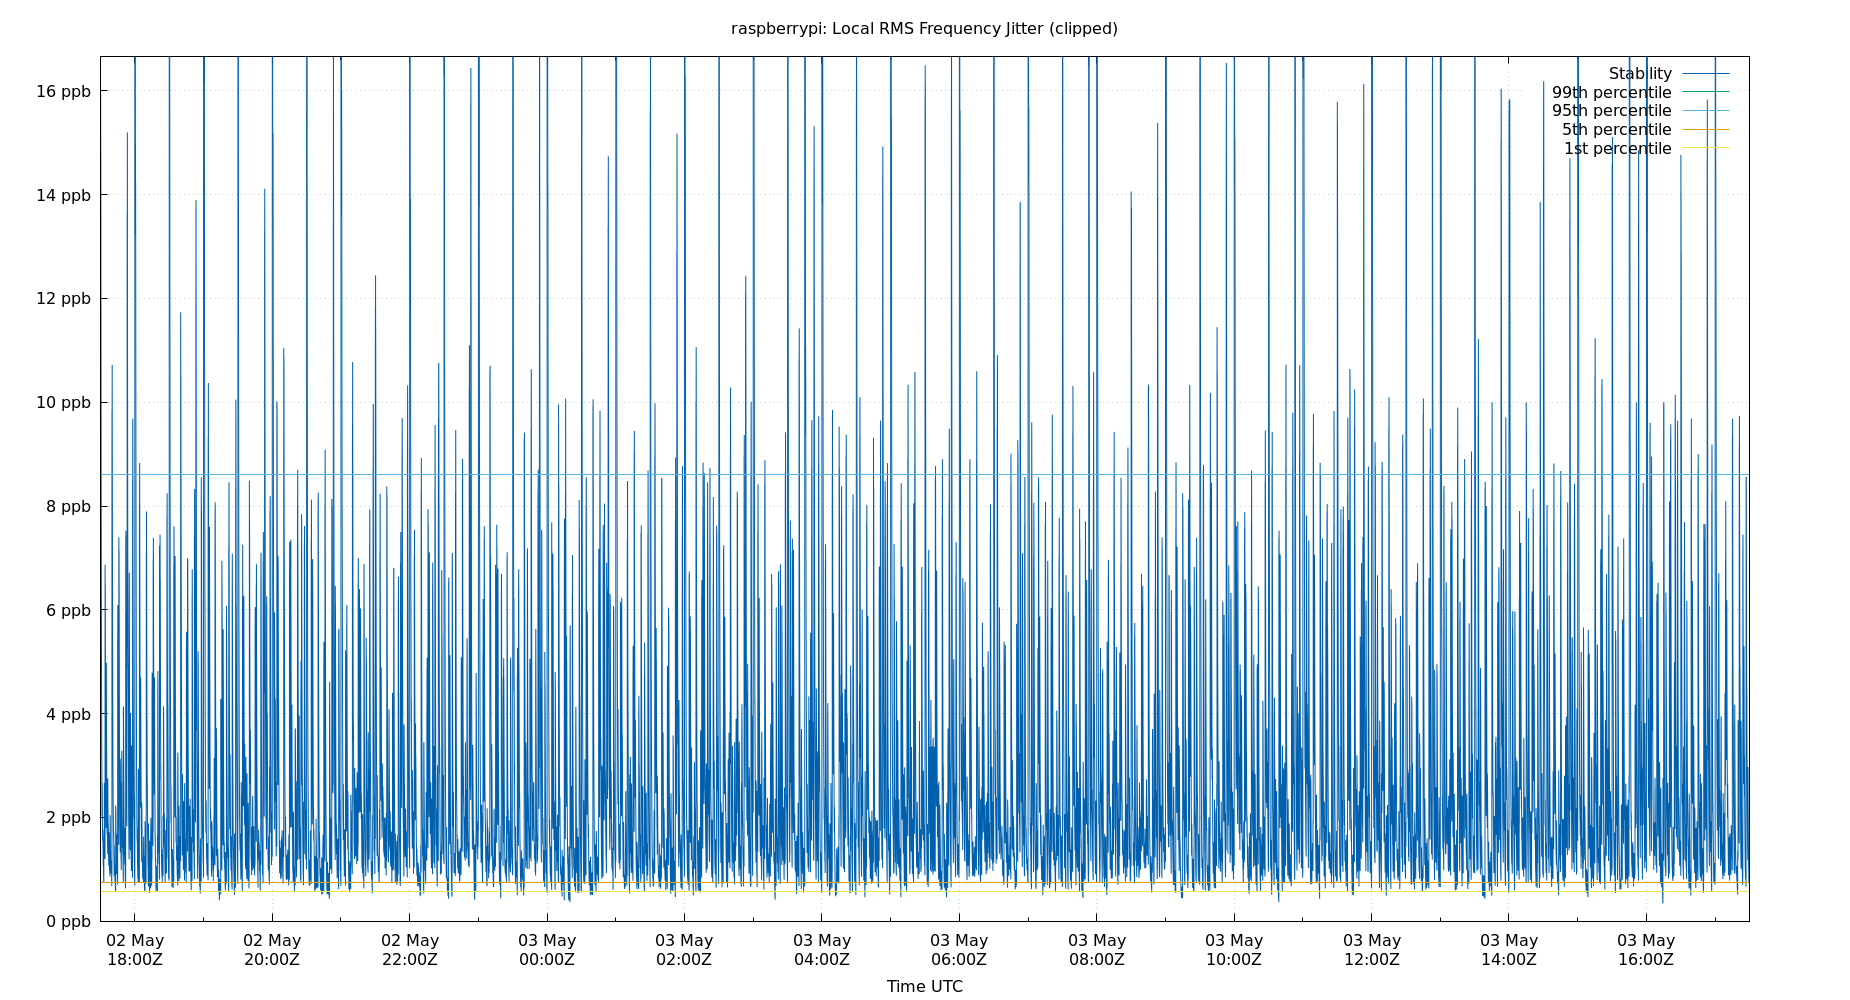 raspberrypi: Local RMS Frequency Jitter (clipped)
16 ppb
14 ppb
12 ppb
10 ppb
8 ppb
6 ppb
4 ppb
2 ppb
0 ppb
Stability
99th percentile
95th percentile
5th percentile
1st percentile
02 May 02 May 02 May 03 May 03 May 03 May 03 May 03 May 03 May 03 May 03 May 03 May
18:00Z 20:00Z 22:00Z 00:00Z 02:00Z 04:00Z 06:00Z 08:00Z 10:00Z 12:00Z 14:00Z 16:00Z
Time UTC